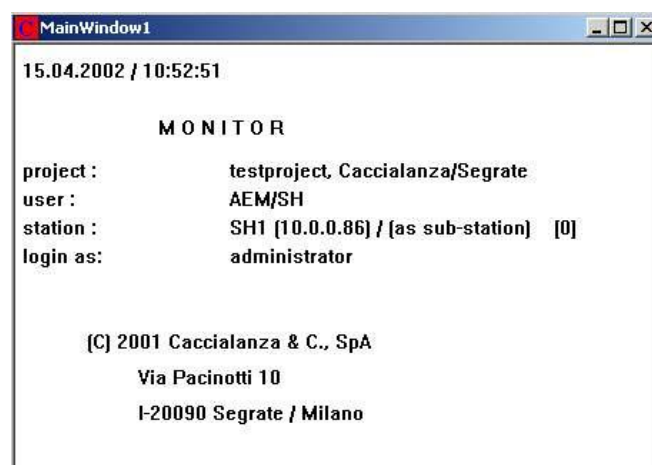 C MainWindow1
15.04.2002 / 10:52:51
M O N I T O R
project : testproject, Caccialanza/Segrate
user : AEM/SH
station : SH1 (10.0.0.86) / (as sub-station) [0]
login as: administrator
(C) 2001 Caccialanza & C., SpA
Via Pacinotti 10
I-20090 Segrate / Milano